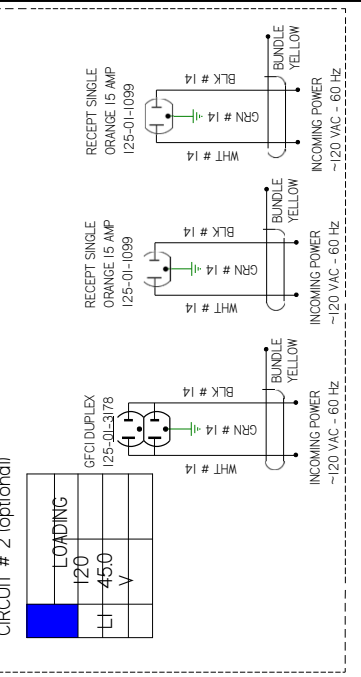 CIRCUIT # 2 (optional)
LOADING
120
L1 45.0
V
GFCI DUPLEX
125-01-3178
WHT # 14
GRN # 14
BLK # 14
BUNDLE
YELLOW
INCOMING POWER
~120 VAC - 60 Hz
RECEPT SINGLE
ORANGE 15 AMP
125-01-1099
WHT # 14
GRN # 14
BLK # 14
BUNDLE
YELLOW
INCOMING POWER
~120 VAC - 60 Hz
RECEPT SINGLE
ORANGE 15 AMP
125-01-1099
WHT # 14
GRN # 14
BLK # 14
BUNDLE
YELLOW
INCOMING POWER
~120 VAC - 60 Hz